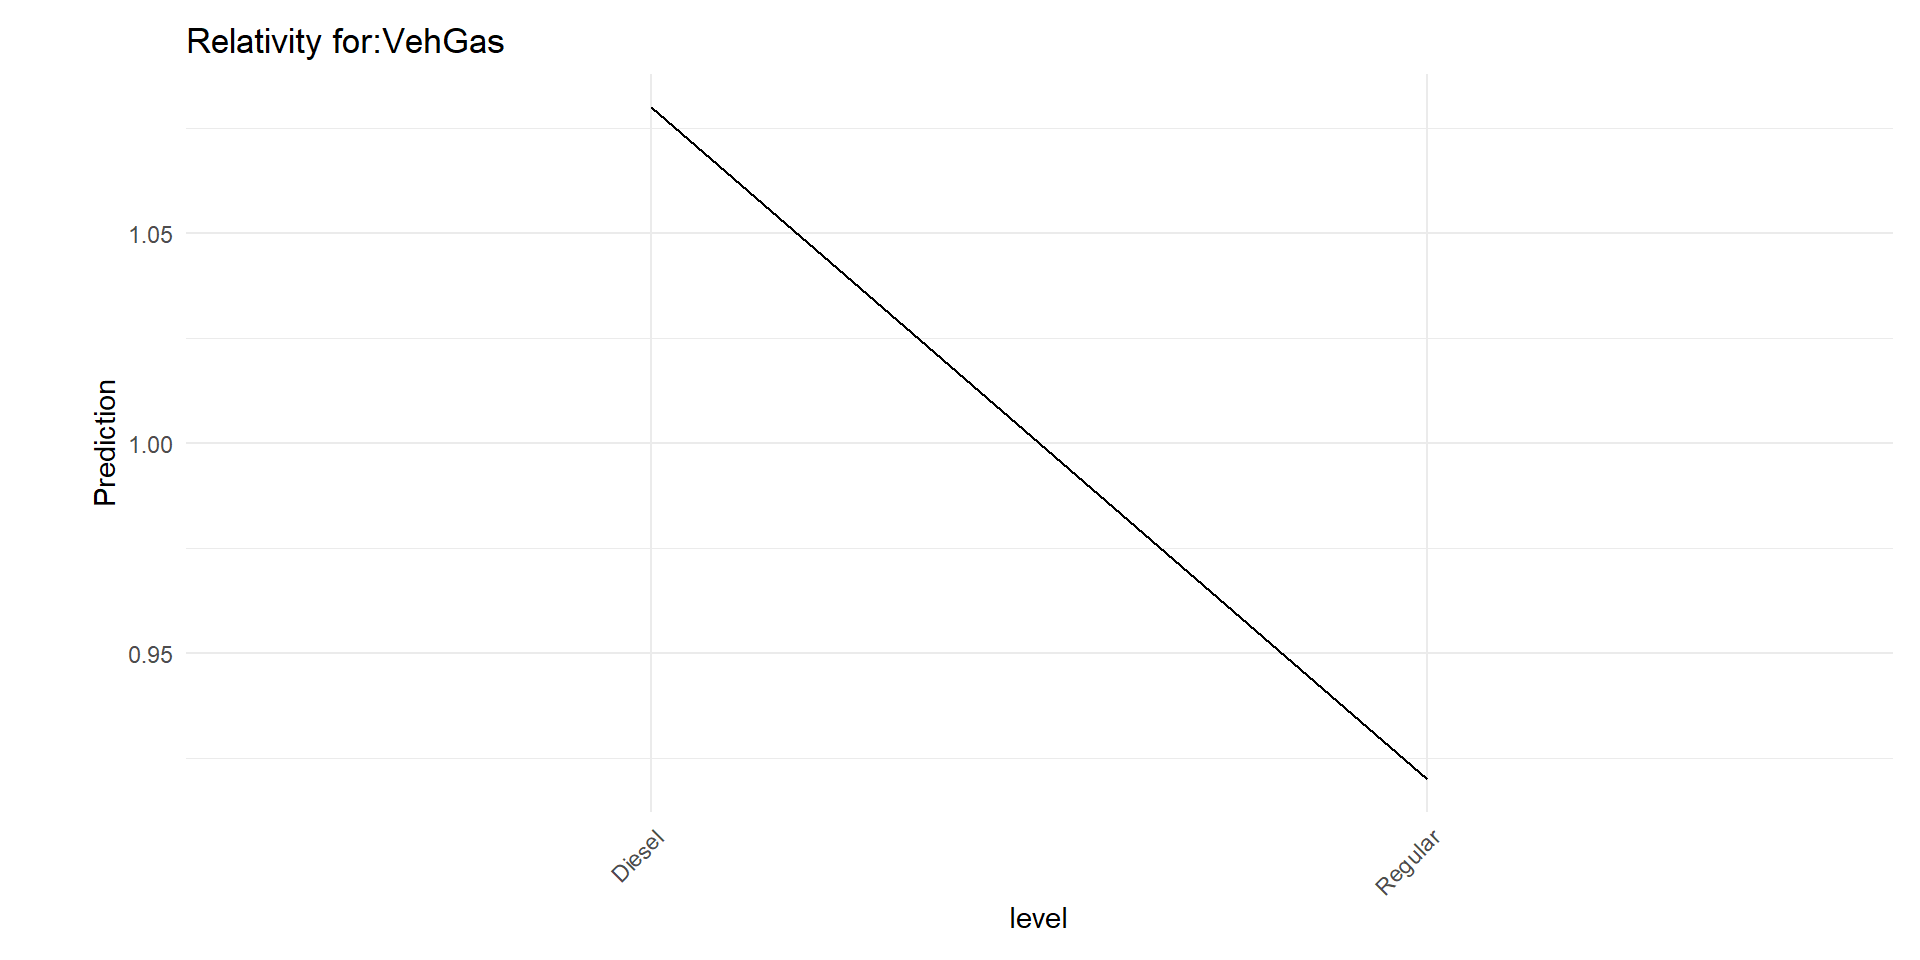 Relativity for:VehGas
Prediction
1.05
1.00
0.95
Diesel
Regular
level